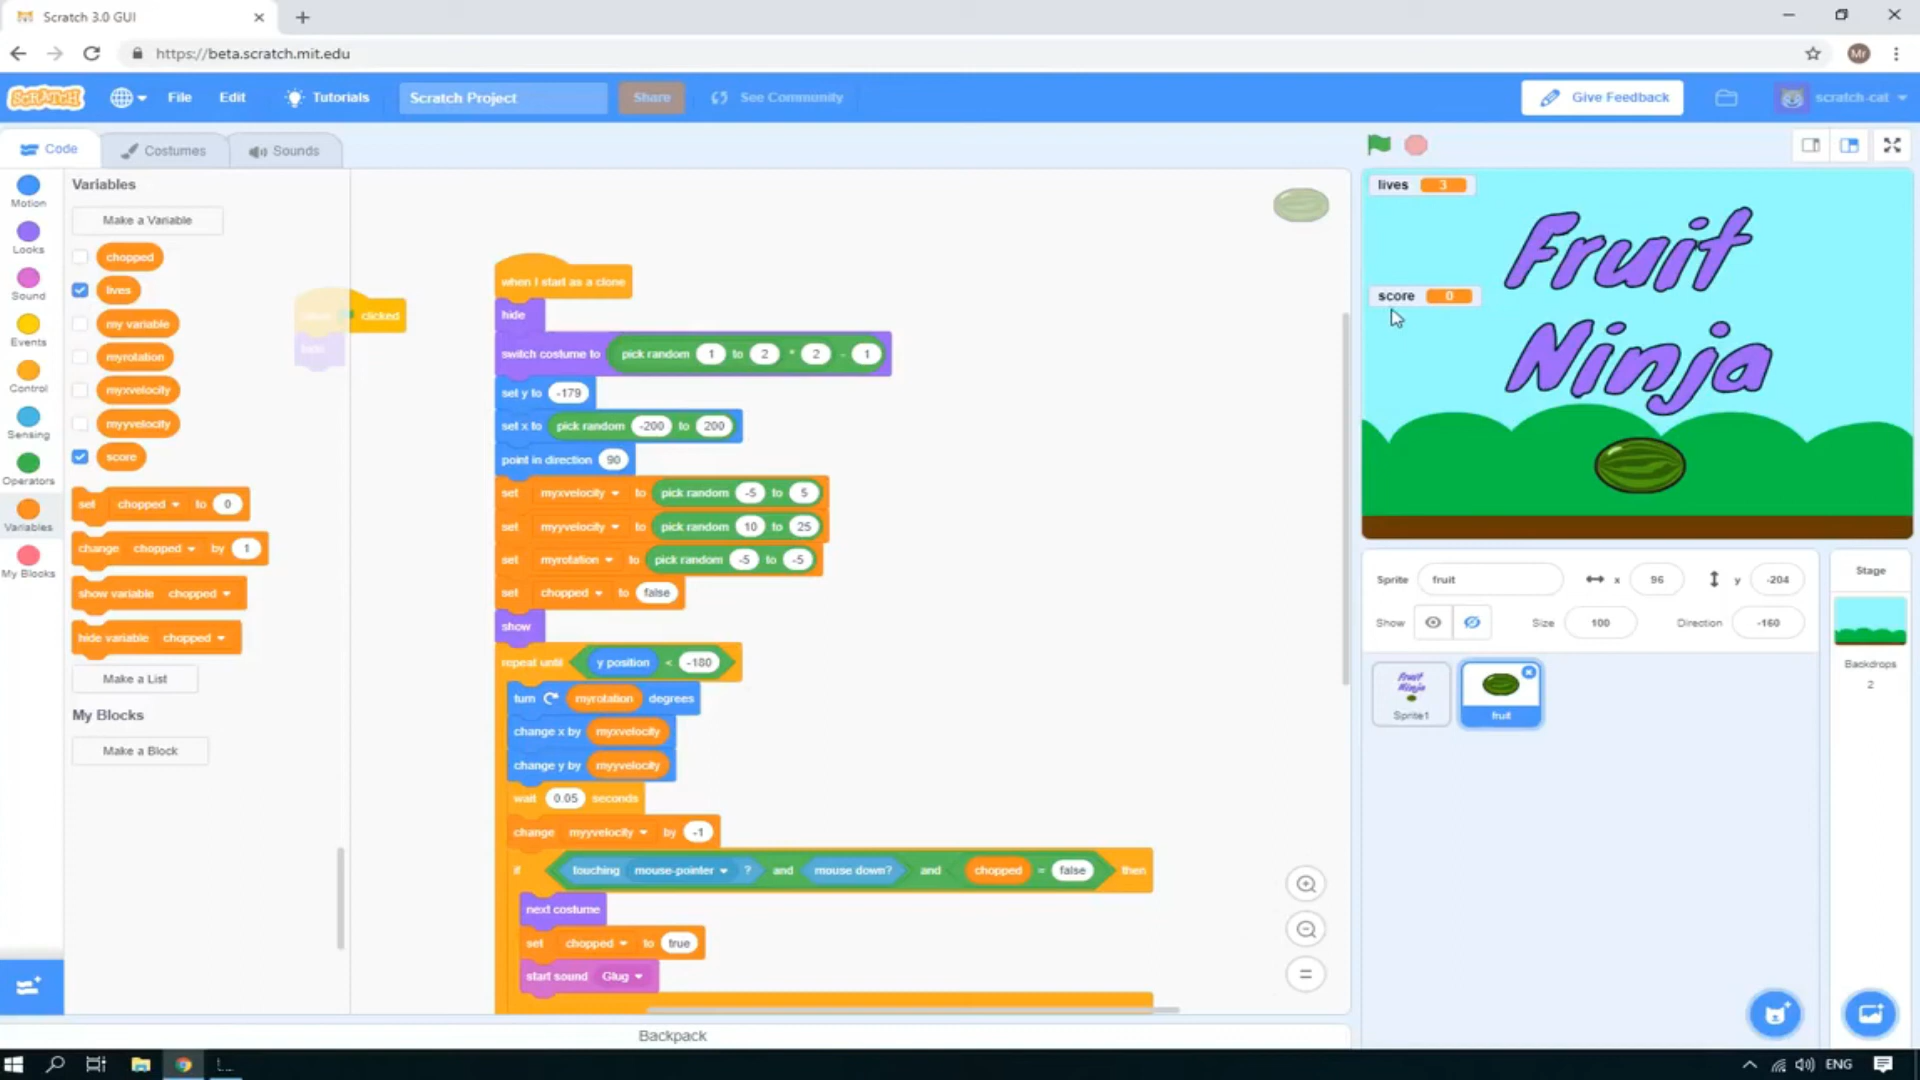 Scratch 3.0 GUI
https://beta.scratch.mit.edu
Mr
SCRATCH
File
Edit
Tutorials
Scratch Project
Share
See Community
Give Feedback
scratch-cat
Code
Costumes
Sounds
Motion
Looks
Sound
Events
Control
Sensing
Operators
Variables
My Blocks
Variables
Make a Variable
chopped
lives
my variable
myrotation
myxvelocity
myyvelocity
score
set chopped to 0
change chopped by 1
show variable chopped
hide variable chopped
Make a List
My Blocks
Make a Block
clicked
hide
when I start as a clone
hide
switch costume to pick random 1 to 2 * 2 - 1
set y to -179
set x to pick random -200 to 200
point in direction 90
set myxvelocity to pick random -5 to 5
set myyvelocity to pick random 10 to 25
set myrotation to pick random -5 to -5
set chopped to false
show
repeat until y position < -180
turn myrotation degrees
change x by myxvelocity
change y by myyvelocity
wait 0.05 seconds
change myyvelocity by -1
if touching mouse-pointer ? and mouse down? and chopped = false then
next costume
set chopped to true
start sound Glug
Backpack
lives 3
score 0
Fruit
Ninja
Sprite fruit x 96 y -204
Show Size 100 Direction -160
Fruit
Ninja
Sprite1
fruit
Stage
Backdrops
2
ENG